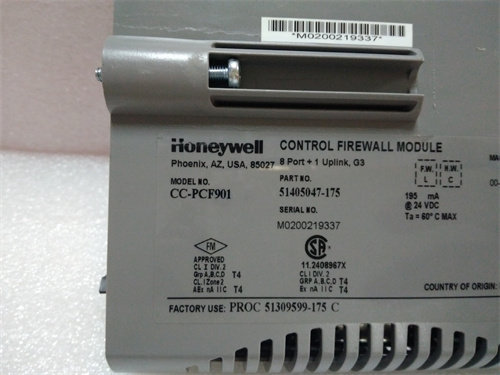 *M0200219337*
Honeywell CONTROL FIREWALL MODULE
Phoenix, AZ, USA, 85027 8 Port + 1 Uplink, G3
MODEL NO. PART NO.
CC-PCF901 51405047-175
SERIAL NO.
M0200219337
F.W. H.W.
L C
195 mA
@ 24 VDC
Ta = 60° C MAX
MA
00-
FM
APPROVED
CL I DIV. 2
Grp A,B,C,D T4
CL I Zone 2
AEx nA IIC T4
11.2408967X
CL I DIV. 2
GRP A,B,C,D T4
Ex nA IIC T4
COUNTRY OF ORIGIN:
FACTORY USE: PROC 51309599-175 C